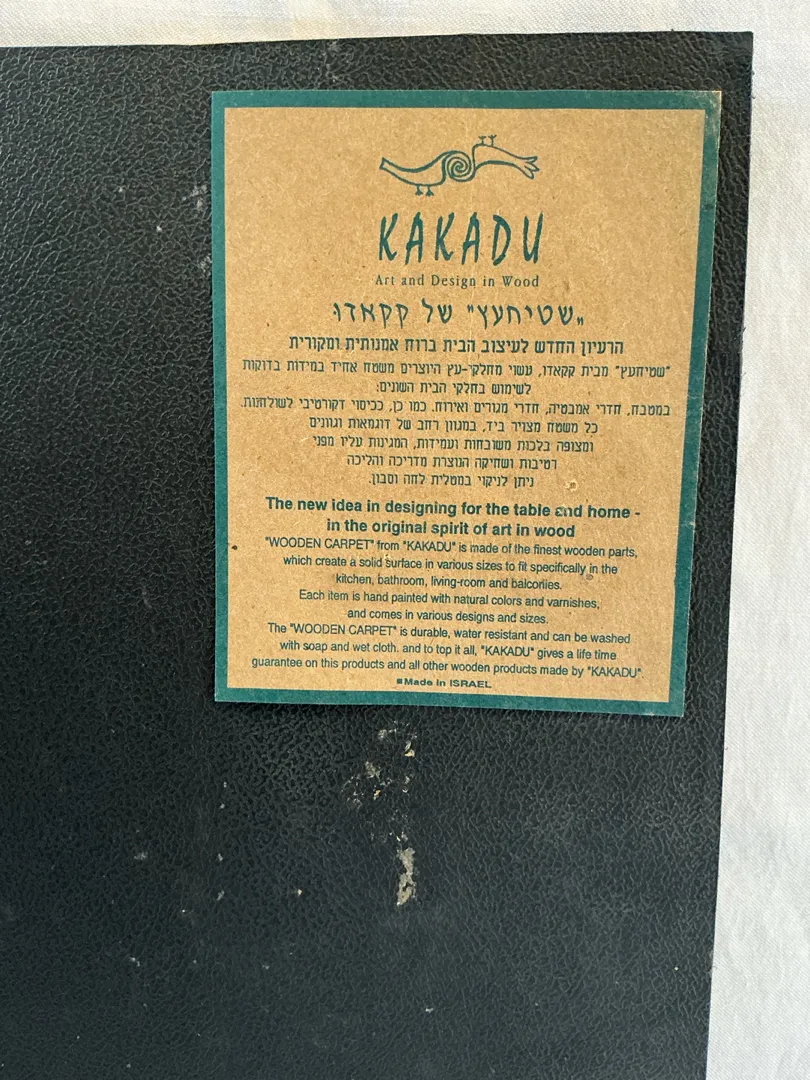 KAKADU
Art and Design in Wood
„שטיחעץ" של קקאדו
הרעיון החדש לעיצוב הבית ברוח אמנותית ומקורית
"שטיחעץ" מבית קקאדו, עשוי מחלקי-עץ היוצרים משטח אחיד במידות בדוקות
לשימוש בחלקי הבית השונים:
במטבח, חדרי אמבטיה, חדרי מגורים ואירוח. כמו כן, ככיסוי דקורטיבי לשולחנות.
כל משטח מצויר ביד, במגוון רחב של דוגמאות וגוונים
ומצופה בלכות משובחות ועמידות, המגינות עליו מפני
רטיבות ושחיקה הנוצרת מדריכה והליכה
ניתן לניקוי במטלית לחה וסבון.
The new idea in designing for the table and home -
in the original spirit of art in wood
"WOODEN CARPET" from "KAKADU" is made of the finest wooden parts,
which create a solid surface in various sizes to fit specifically in the
kitchen, bathroom, living-room and balconies.
Each item is hand painted with natural colors and varnishes,
and comes in various designs and sizes.
The "WOODEN CARPET" is durable, water resistant and can be washed
with soap and wet cloth. and to top it all, "KAKADU" gives a life time
guarantee on this products and all other wooden products made by "KAKADU".
■ Made in ISRAEL